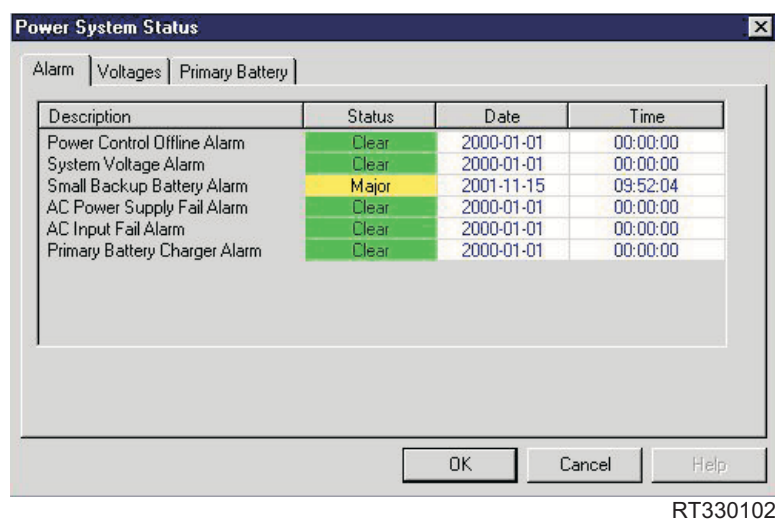 Power System Status
Alarm Voltages Primary Battery
Description Status Date Time
Power Control Offline Alarm Clear 2000-01-01 00:00:00
System Voltage Alarm Clear 2000-01-01 00:00:00
Small Backup Battery Alarm Major 2001-11-15 09:52:04
AC Power Supply Fail Alarm Clear 2000-01-01 00:00:00
AC Input Fail Alarm Clear 2000-01-01 00:00:00
Primary Battery Charger Alarm Clear 2000-01-01 00:00:00
OK Cancel Help
RT330102